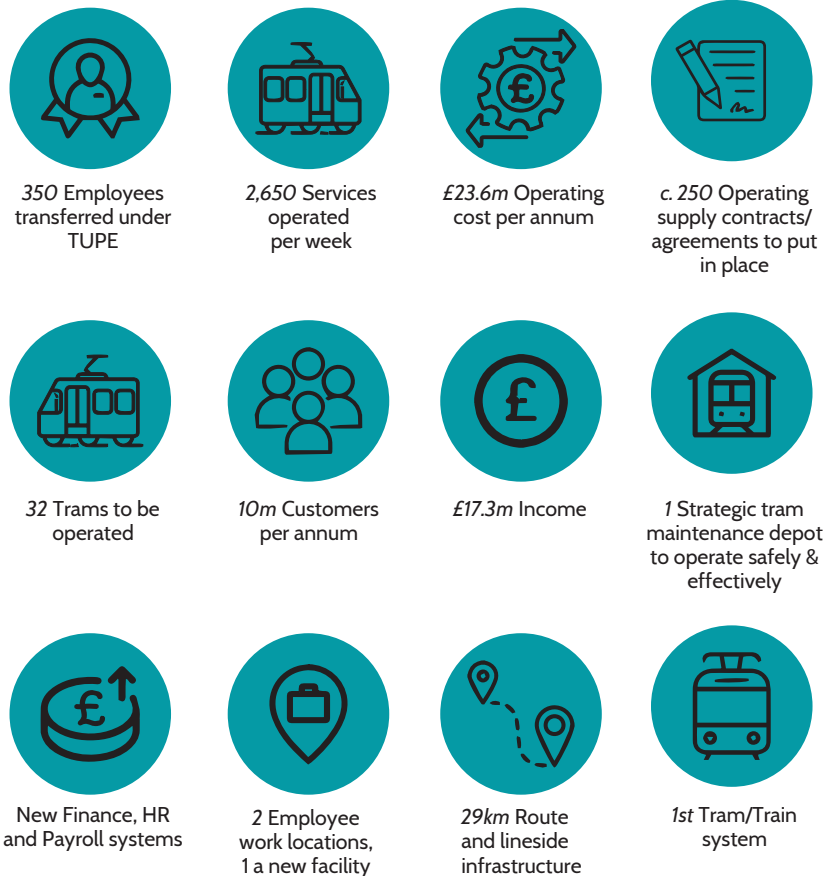 350 Employees
transferred under
TUPE
2,650 Services
operated
per week
£23.6m Operating
cost per annum
c. 250 Operating
supply contracts/
agreements to put
in place
32 Trams to be
operated
10m Customers
per annum
£
£17.3m Income
1 Strategic tram
maintenance depot
to operate safely &
effectively
New Finance, HR
and Payroll systems
2 Employee
work locations,
1 a new facility
29km Route
and lineside
infrastructure
1st Tram/Train
system